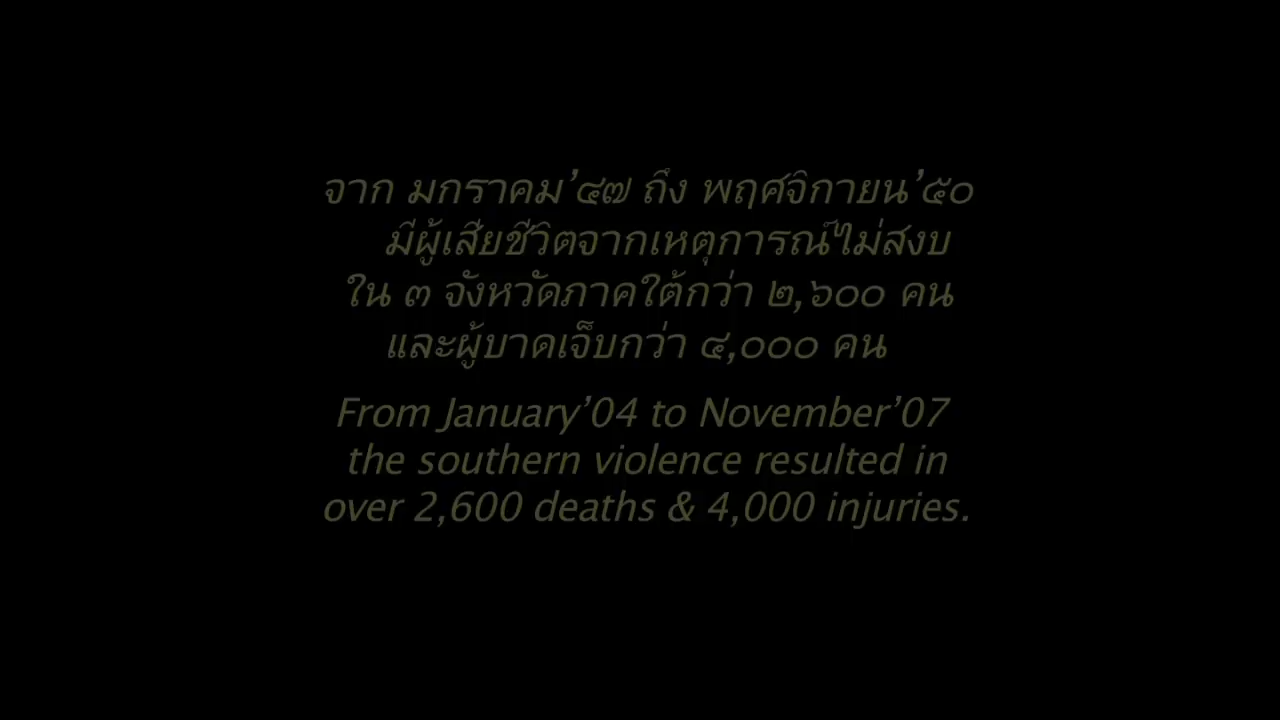 จาก มกราคม’๔๗ ถึง พฤศจิกายน’๕๐
มีผู้เสียชีวิตจากเหตุการณ์ไม่สงบ
ใน ๓ จังหวัดภาคใต้กว่า ๒,๖๐๐ คน
และผู้บาดเจ็บกว่า ๔,๐๐๐ คน
From January’04 to November’07
the southern violence resulted in
over 2,600 deaths & 4,000 injuries.